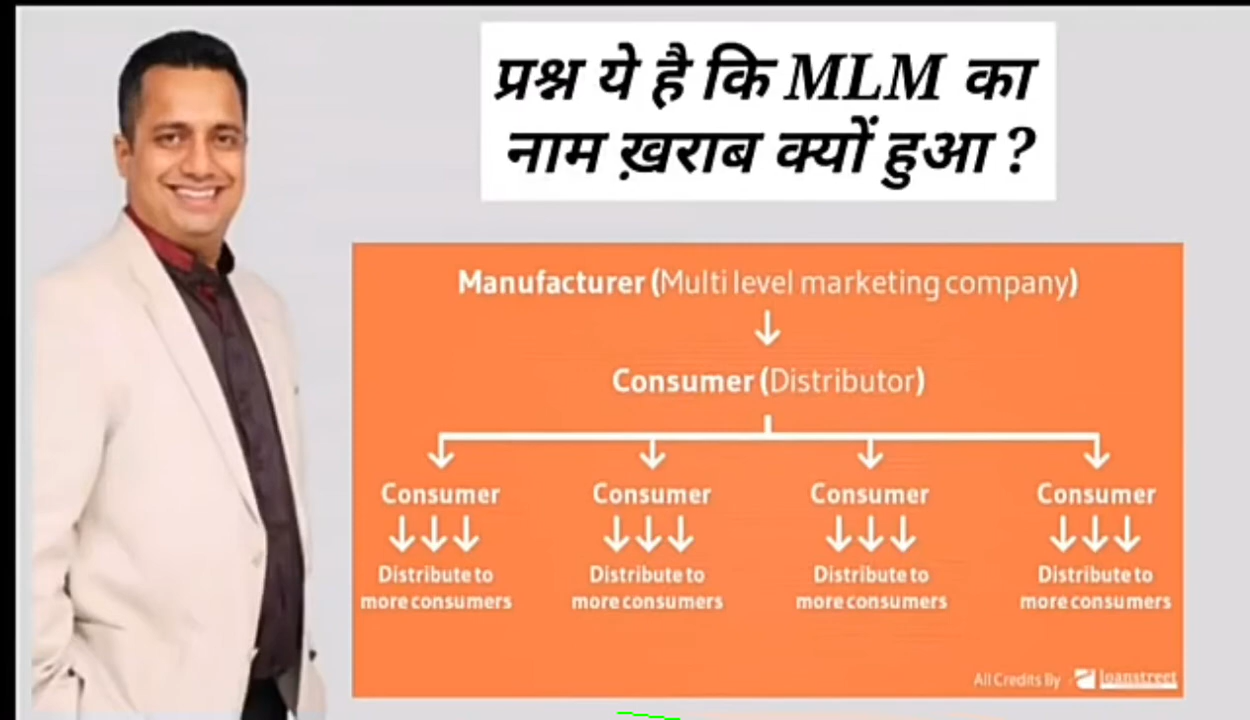 प्रश्न ये है कि MLM का
नाम ख़राब क्यों हुआ ?
Manufacturer (Multi level marketing company)
Consumer (Distributor)
Consumer Consumer Consumer Consumer
Distribute to Distribute to Distribute to Distribute to
more consumers more consumers more consumers more consumers
All Credits By loanstreet